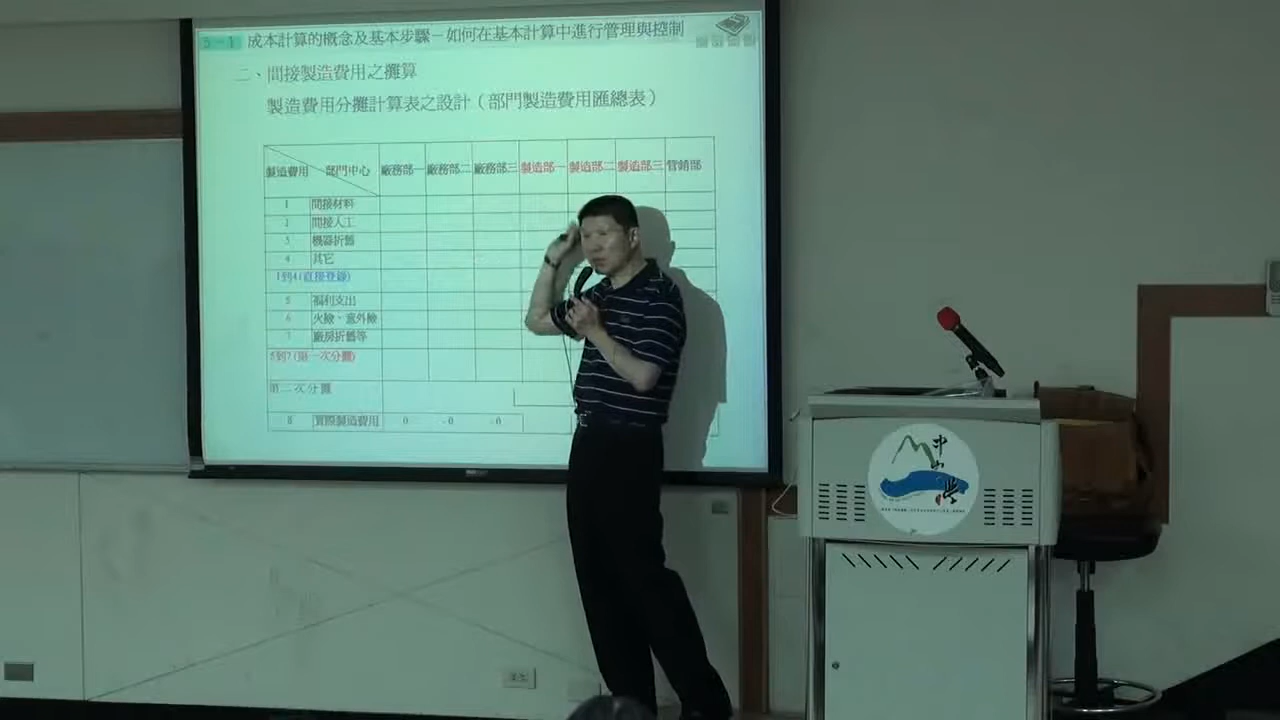 5-1 成本計算的概念及基本步驟－如何在基本計算中進行管理與控制
二、間接製造費用之攤算
製造費用分攤計算表之設計（部門製造費用匯總表）
製造費用 部門中心 廠務部一 廠務部二 廠務部三 製造部一 製造部二 製造部三 管銷部
1 間接材料
2 間接人工
3 機器折舊
4 其它
1到4(直接登錄)
5 福利支出
6 火險、意外險
7 廠房折舊等
5到7(第一次分攤)
第二次分攤
8 實際製造費用 0 -0 -0
中山學